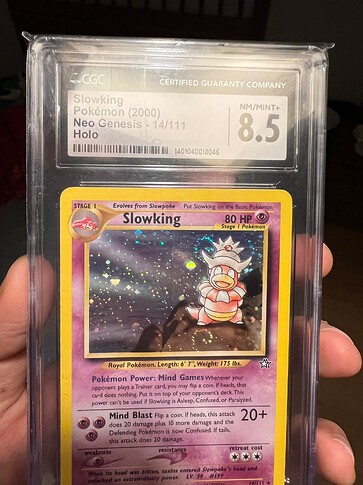 CGC
CERTIFIED GUARANTY COMPANY
Slowking
Pokémon (2000)
Neo Genesis - 14/111
Holo
NM/MINT+
8.5
1409040018046
STAGE 1 Evolves from Slowpoke Put Slowking on the Basic Pokémon
Slowking 80 HP
Stage 1 Pokémon
Royal Pokémon. Length: 6' 7", Weight: 175 lbs.
Pokémon Power: Mind Games Whenever your
opponent plays a Trainer card, you may flip a coin. If heads, that
card does nothing. Put it on top of your opponent's deck. This
power can't be used if Slowking is Asleep, Confused, or Paralyzed.
Mind Blast Flip a coin. If heads, this attack
does 20 damage plus 10 more damage and the
Defending Pokémon is now Confused. If tails,
this attack does 20 damage.
20+
weakness resistance retreat cost
When its head was bitten, toxins entered Slowpoke's head and
unlocked an extraordinary power. LV. 39 #199
14/111